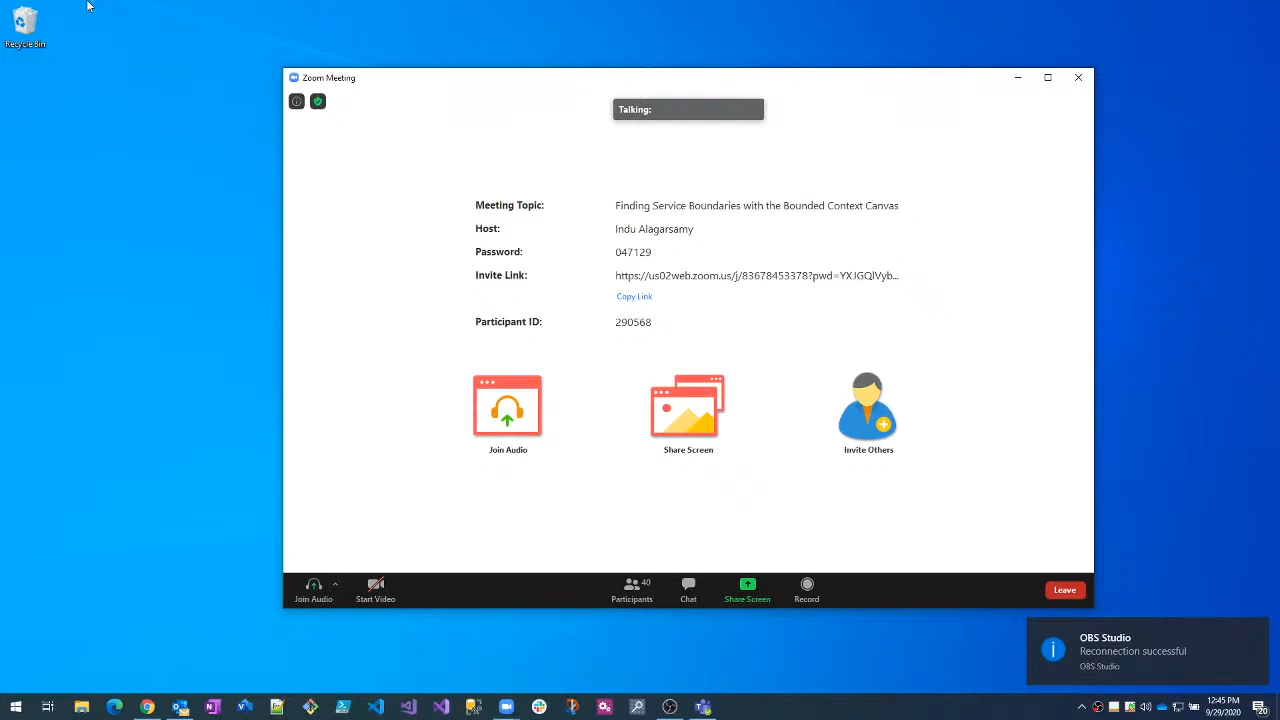 Recycle Bin
Zoom Meeting
Talking:
Meeting Topic: Finding Service Boundaries with the Bounded Context Canvas
Host: Indu Alagarsamy
Password: 047129
Invite Link: https://us02web.zoom.us/j/83678453378?pwd=YXJGQlVyb...
Copy Link
Participant ID: 290568
Join Audio Share Screen Invite Others
40
Join Audio Start Video Participants Chat Share Screen Record Leave
OBS Studio
Reconnection successful
OBS Studio
12:45 PM
9/29/2020
20